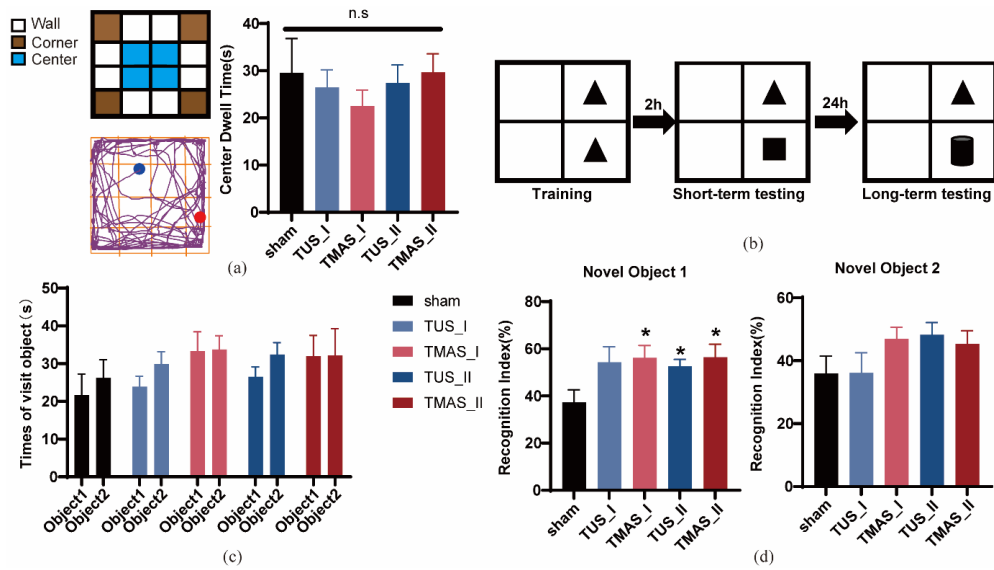 Wall
Corner
Center
n.s
Center Dwell Time(s)
40
30
20
10
0
sham
TUS_I
TMAS_I
TUS_II
TMAS_II
(a)
2h
24h
Training
Short-term testing
Long-term testing
(b)
Times of visit object（s）
50
40
30
20
10
0
Object1
Object2
Object1
Object2
Object1
Object2
Object1
Object2
Object1
Object2
sham
TUS_I
TMAS_I
TUS_II
TMAS_II
(c)
Novel Object 1
Recognition Index(%)
80
60
40
20
0
*
*
*
sham
TUS_I
TMAS_I
TUS_II
TMAS_II
Novel Object 2
Recognition Index(%)
60
40
20
0
sham
TUS_I
TMAS_I
TUS_II
TMAS_II
(d)